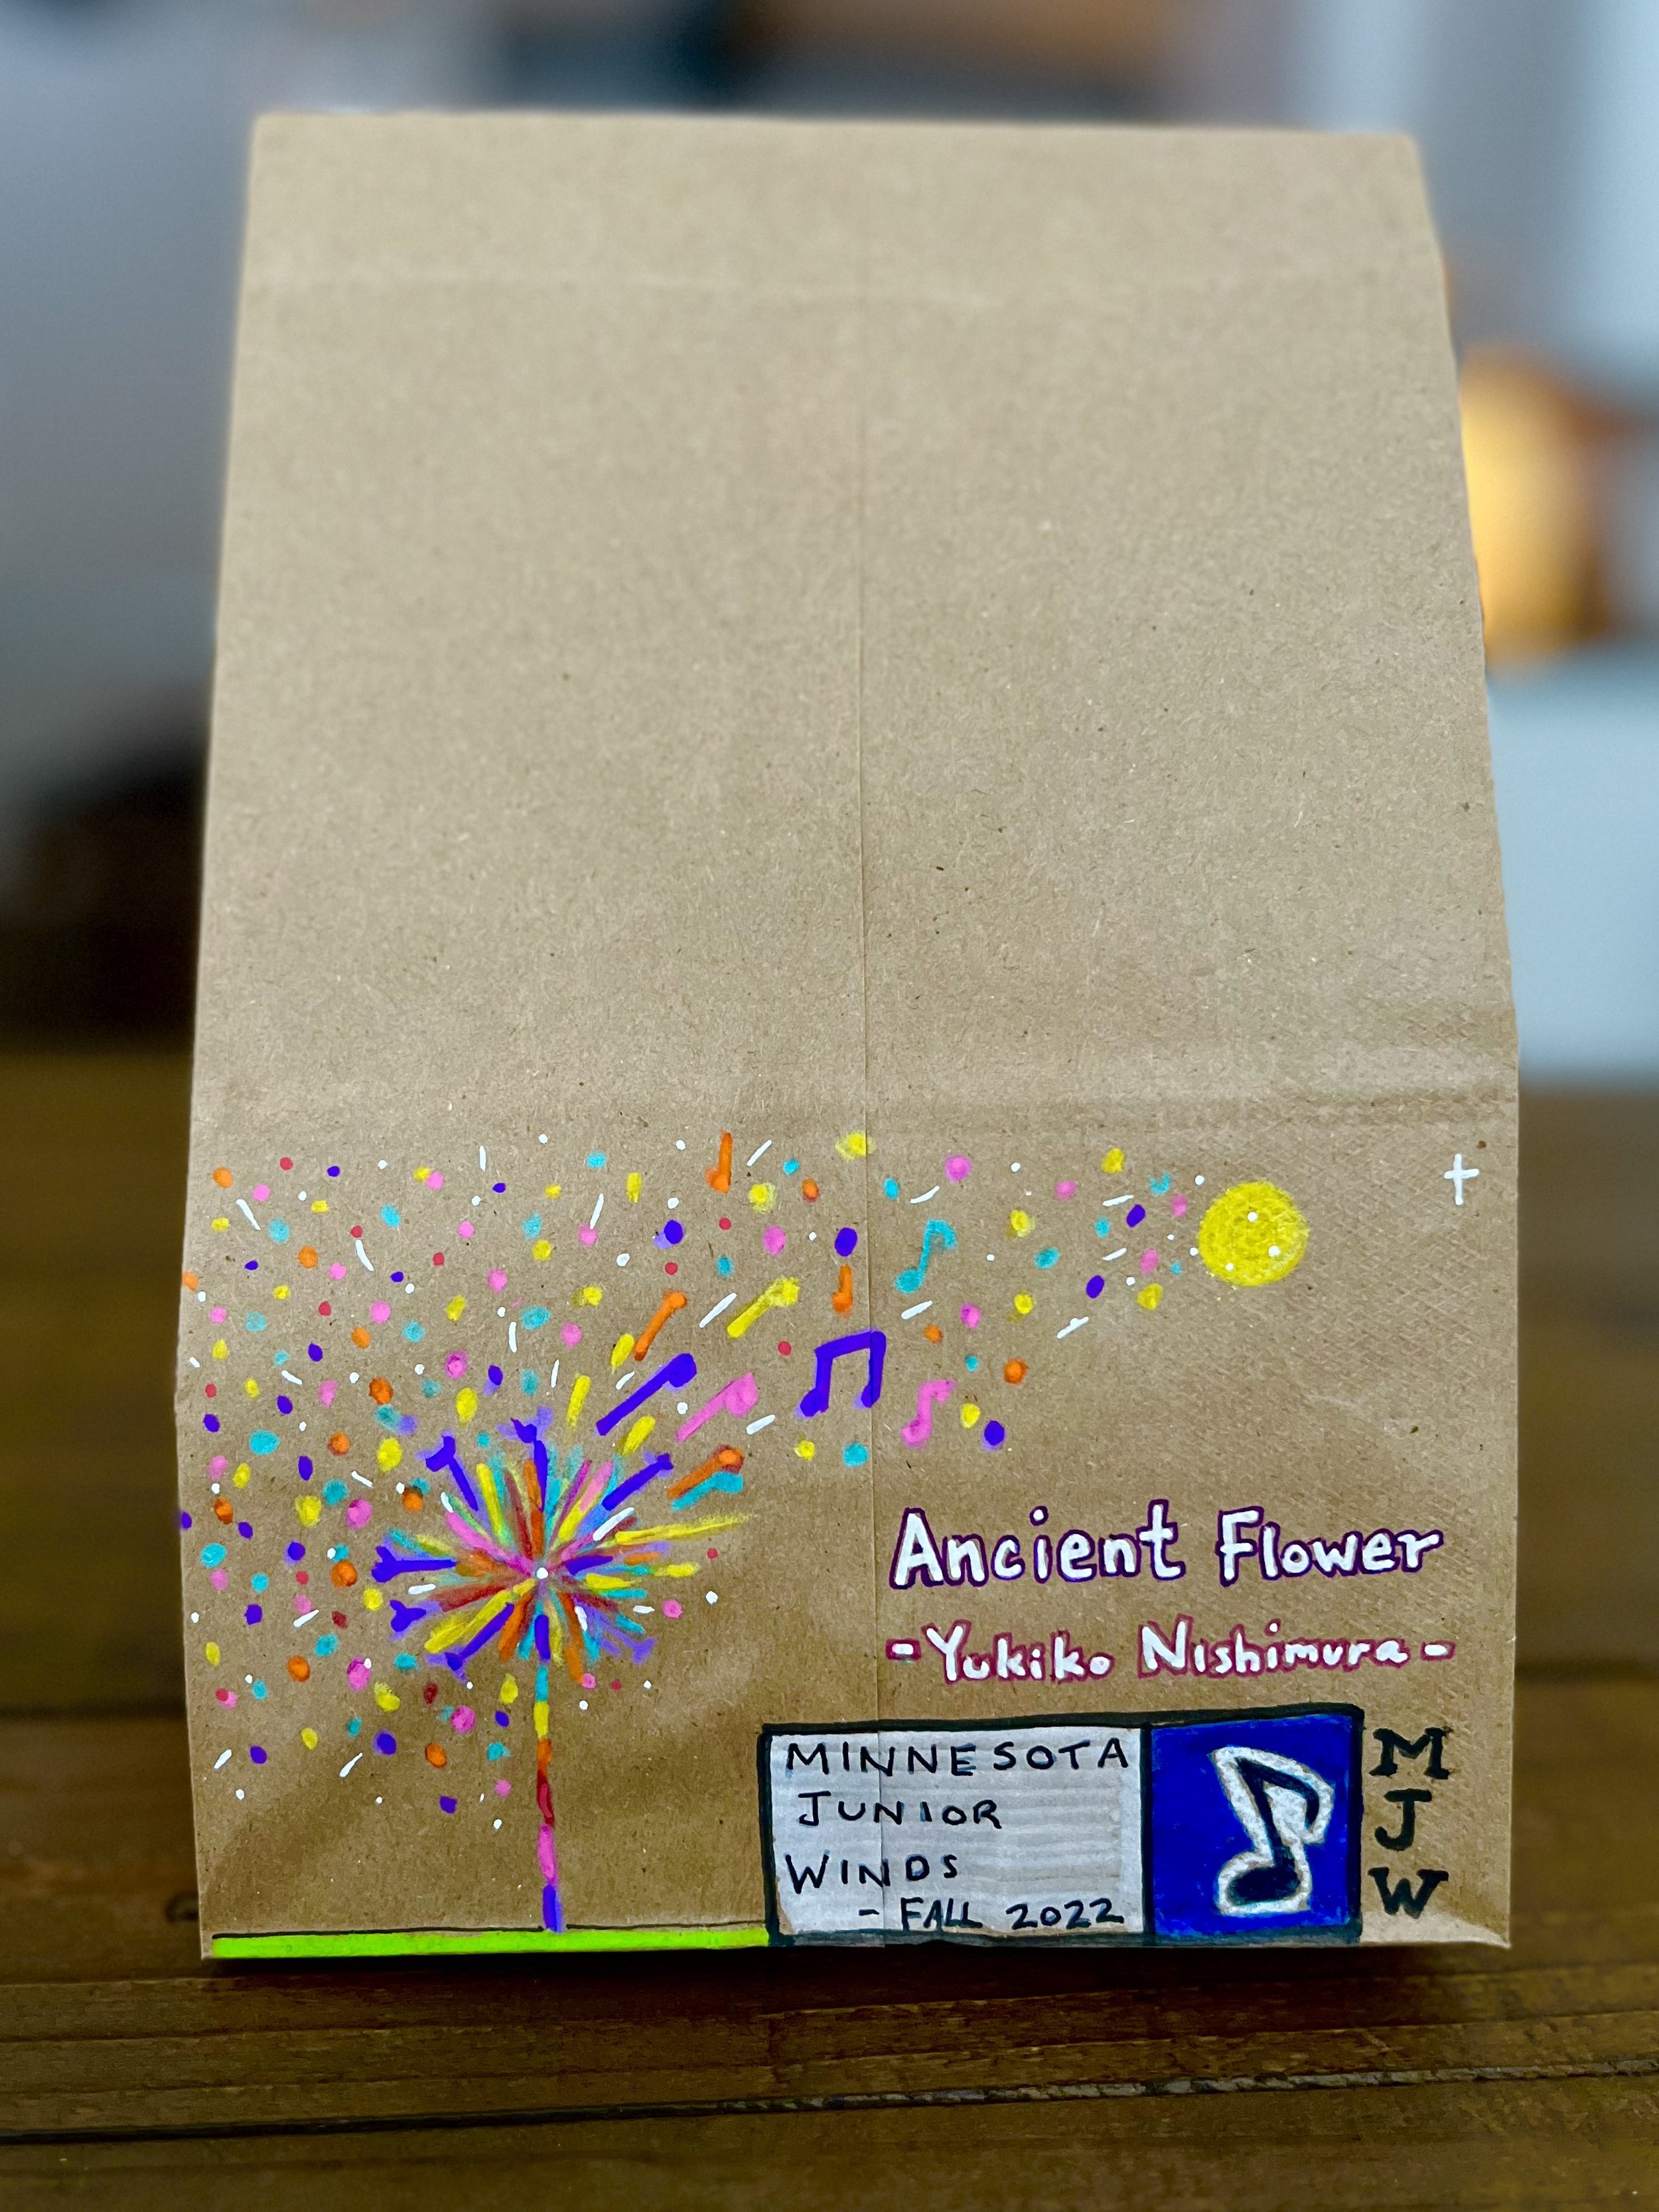 Ancient Flower
-Yukiko Nishimura-
MINNESOTA
JUNIOR
WINDS
- FALL 2022
M
J
W